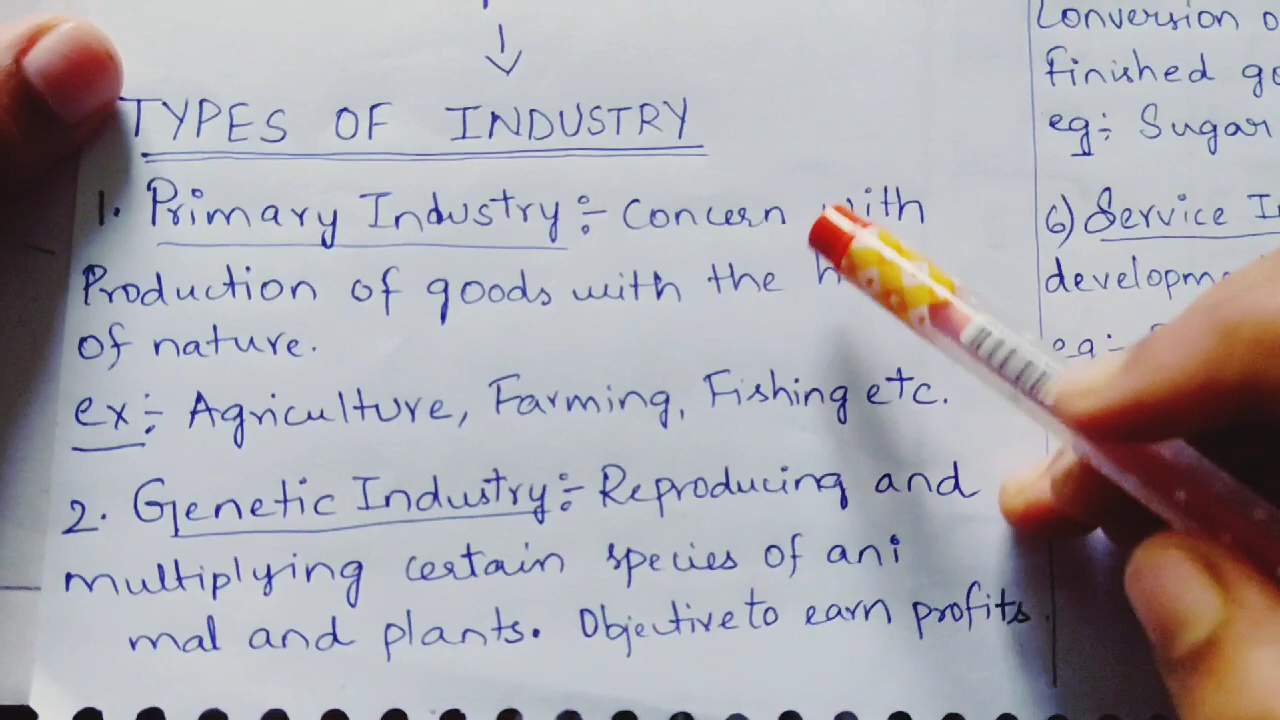 TYPES OF INDUSTRY
1. Primary Industry:- Concern with
Production of goods with the
of nature.
ex:- Agriculture, Farming, Fishing etc.
2. Genetic Industry:- Reproducing and
multiplying certain species of ani
mal and plants. Objective to earn profits.
Conversion
finished
eg:- Sugar
6) Service
eg:-